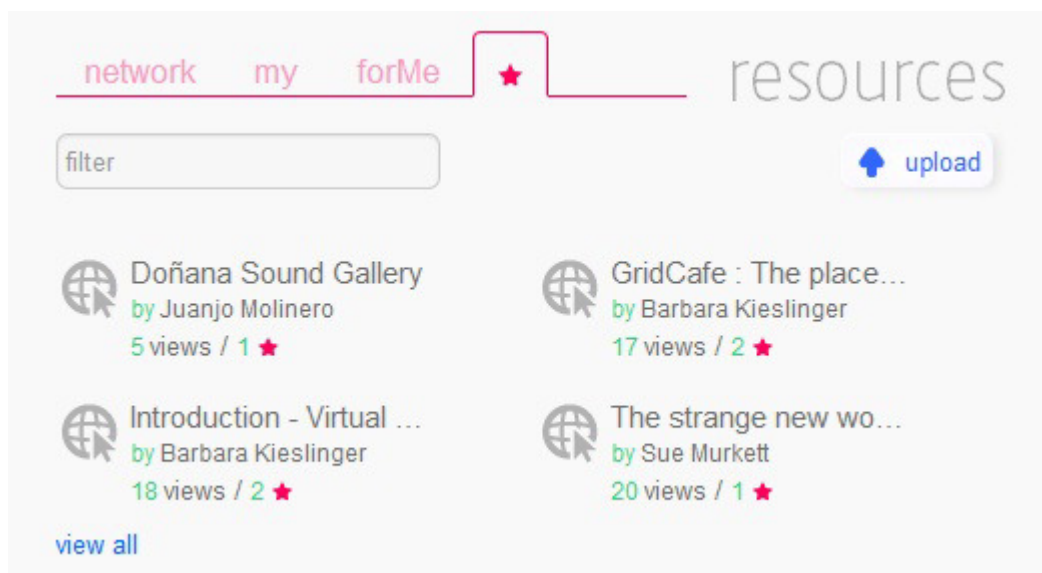 network my forMe resources
filter
upload
Doñana Sound Gallery
by Juanjo Molinero
5 views / 1
GridCafe : The place...
by Barbara Kieslinger
17 views / 2
Introduction - Virtual ...
by Barbara Kieslinger
18 views / 2
The strange new wo...
by Sue Murkett
20 views / 1
view all